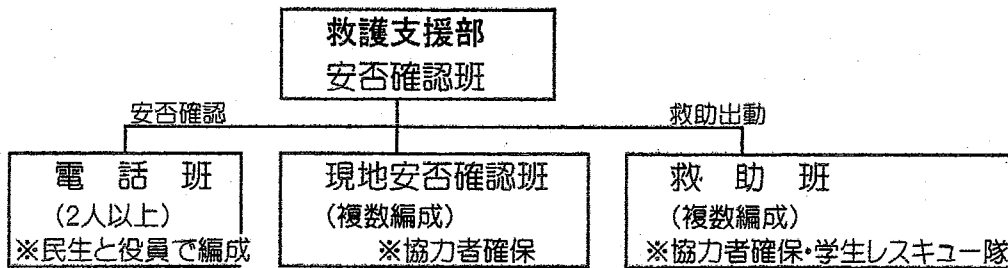 救護支援部
安否確認班
安否確認
救助出動
電話班
(2人以上)
※民生と役員で編成
現地安否確認班
(複数編成)
※協力者確保
救助班
(複数編成)
※協力者確保・学生レスキュー隊